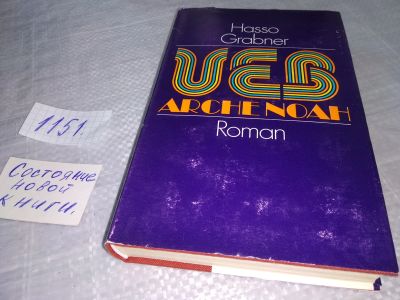 Hasso
Grabner
VEB
ARCHE NOAH
Roman
1151.
Состояние
новой
книги.